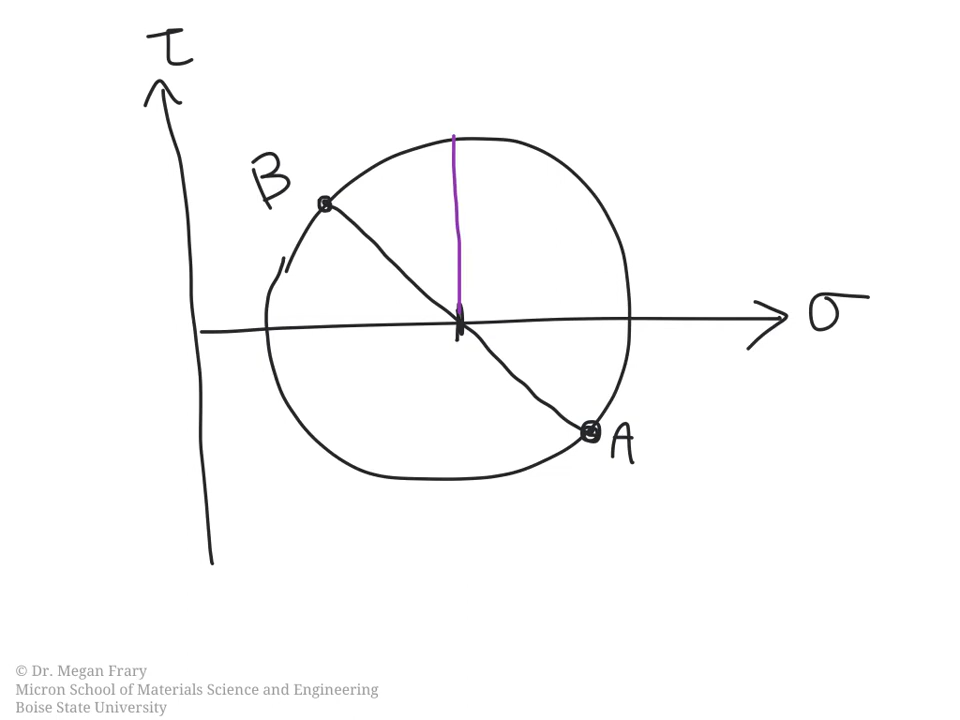 τ
B
σ
A
© Dr. Megan Frary
Micron School of Materials Science and Engineering
Boise State University